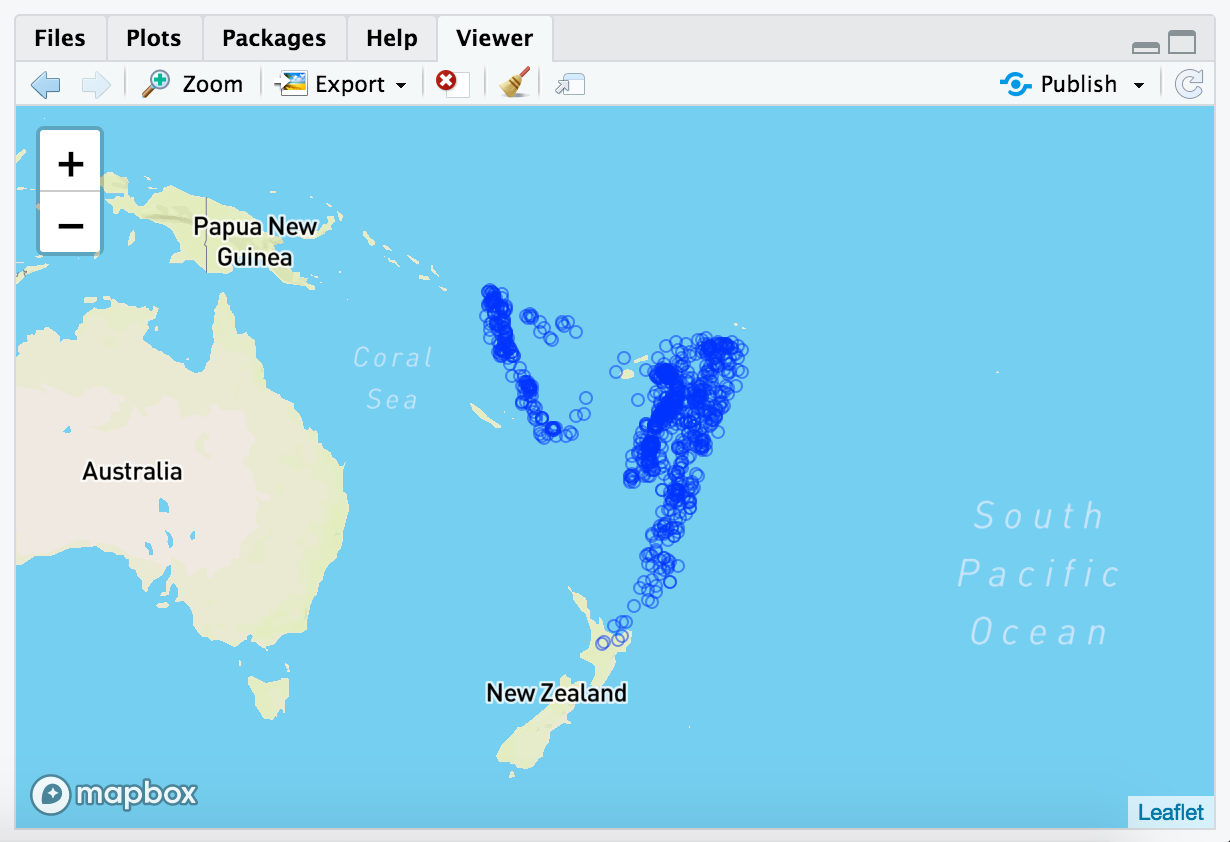 Files Plots Packages Help Viewer
Zoom Export Publish
+
−
Papua New
Guinea
Coral
Sea
Australia
South
Pacific
Ocean
New Zealand
mapbox
Leaflet